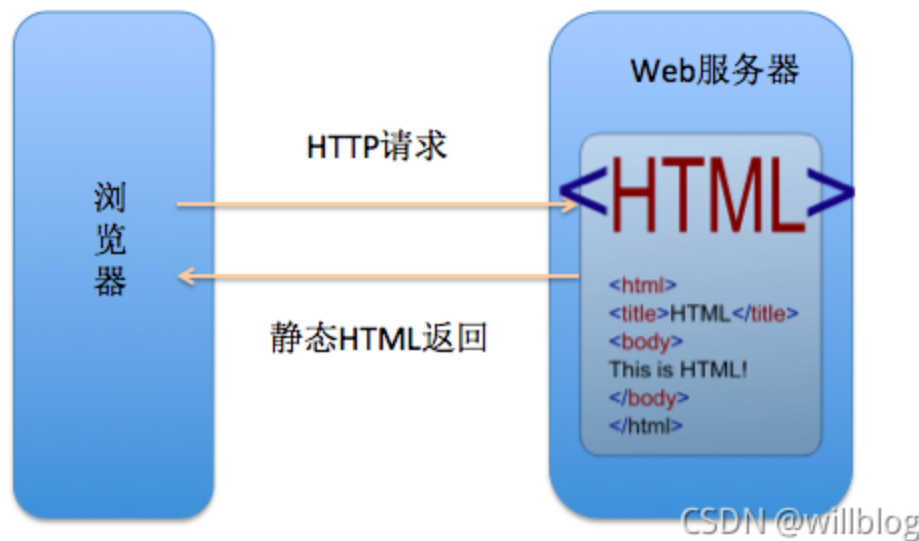 Web服务器
HTTP请求
浏
览
器
静态HTML返回
<HTML>
<html>
<title>HTML</title>
<body>
This is HTML!
</body>
</html>
CSDN @willblog